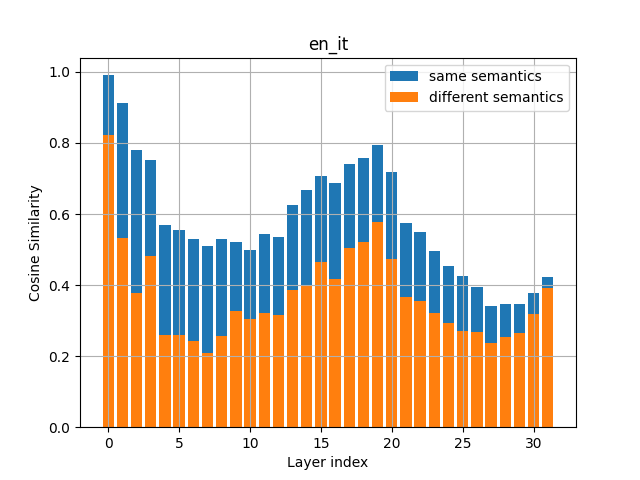 en_it
same semantics
different semantics
1.0
0.8
0.6
0.4
0.2
0.0
Cosine Similarity
0 5 10 15 20 25 30
Layer index